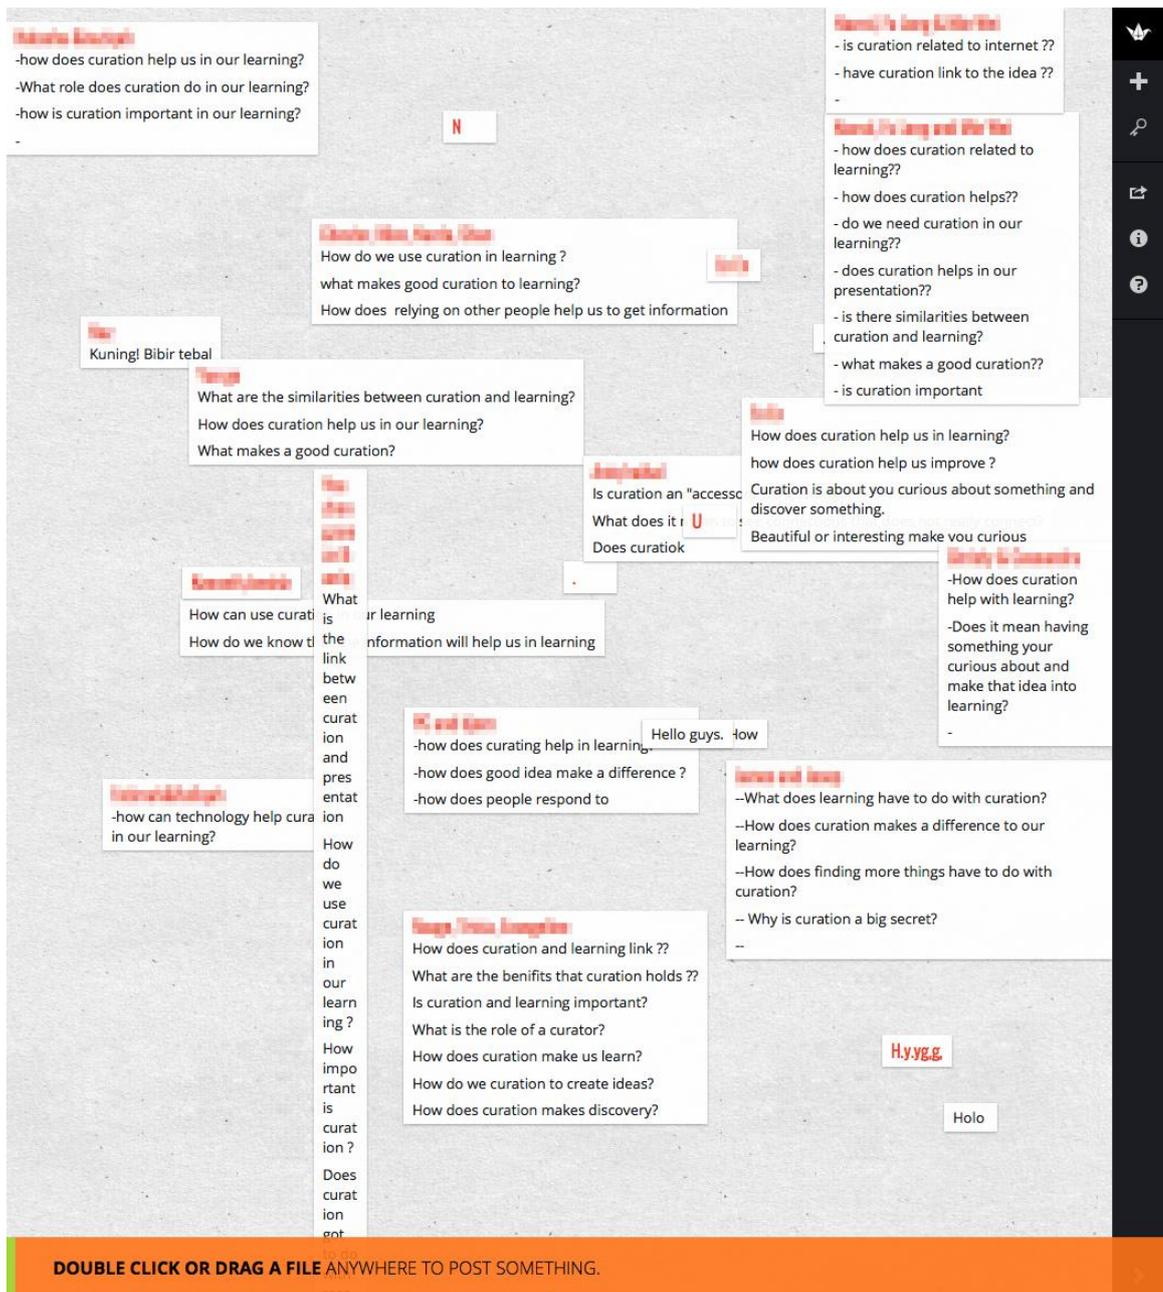 -how does curation help us in our learning?
-What role does curation do in our learning?
-how is curation important in our learning?
-
- is curation related to internet ??
- have curation link to the idea ??
-
N
- how does curation related to
learning??
- how does curation helps??
- do we need curation in our
learning??
- does curation helps in our
presentation??
- is there similarities between
curation and learning?
- what makes a good curation??
- is curation important
How do we use curation in learning ?
what makes good curation to learning?
How does relying on other people help us to get information
Kuning! Bibir tebal
What are the similarities between curation and learning?
How does curation help us in our learning?
What makes a good curation?
How does curation help us in learning?
how does curation help us improve ?
Curation is about you curious about something and
discover something.
Beautiful or interesting make you curious
Is curation an "accesso
What does it
U
Does curatiok
.
-How does curation
help with learning?
-Does it mean having
something your
curious about and
make that idea into
learning?
-
How can use curati ur learning
How do we know th nformation will help us in learning
What
is
the
link
betw
een
curat
ion
and
pres
entat
ion
How
do
we
use
curat
ion
in
our
learn
ing ?
How
impo
rtant
is
curat
ion ?
Does
curat
ion
got
to do
-how does curating help in learning
-how does good idea make a difference ?
-how does people respond to
Hello guys.
How
-how can technology help cura
in our learning?
--What does learning have to do with curation?
--How does curation makes a difference to our
learning?
--How does finding more things have to do with
curation?
-- Why is curation a big secret?
--
How does curation and learning link ??
What are the benifits that curation holds ??
Is curation and learning important?
What is the role of a curator?
How does curation make us learn?
How do we curation to create ideas?
How does curation makes discovery?
H.y.yg.g.
Holo
DOUBLE CLICK OR DRAG A FILE ANYWHERE TO POST SOMETHING.